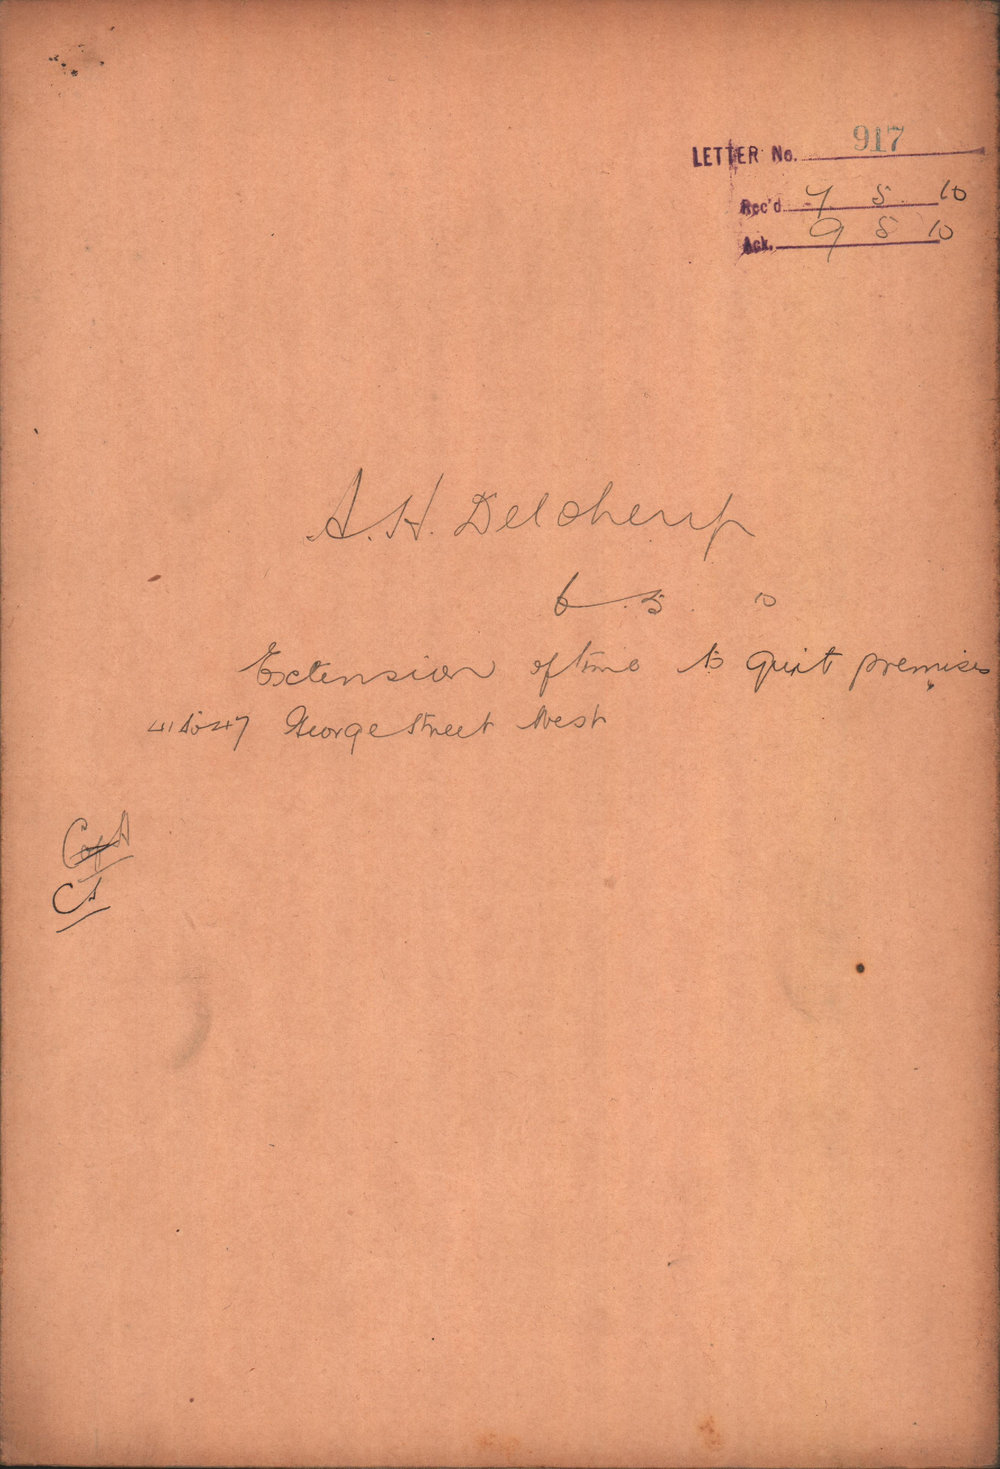 LETTER No. 917
Rec'd 7 5 10
Ack. 9 5 10
A. H. Delohery
6 . 5 . 10
Extension of time to quit premises
41 to 47 George Street West